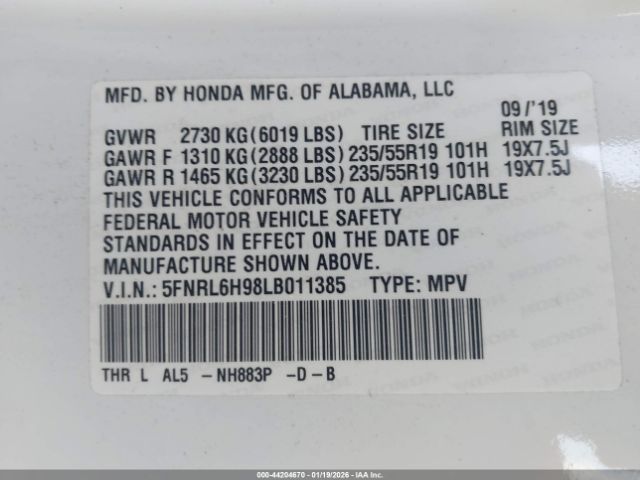 MFD. BY HONDA MFG. OF ALABAMA, LLC
09/'19
GVWR 2730 KG(6019 LBS) TIRE SIZE RIM SIZE
GAWR F 1310 KG(2888 LBS) 235/55R19 101H 19X7.5J
GAWR R 1465 KG(3230 LBS) 235/55R19 101H 19X7.5J
THIS VEHICLE CONFORMS TO ALL APPLICABLE
FEDERAL MOTOR VEHICLE SAFETY
STANDARDS IN EFFECT ON THE DATE OF
MANUFACTURE SHOWN ABOVE.
V.I.N.: 5FNRL6H98LB011385 TYPE: MPV
THR L AL5 -NH883P -D-B
000-44204670 - 01/19/2026 - IAA Holdings, LLC